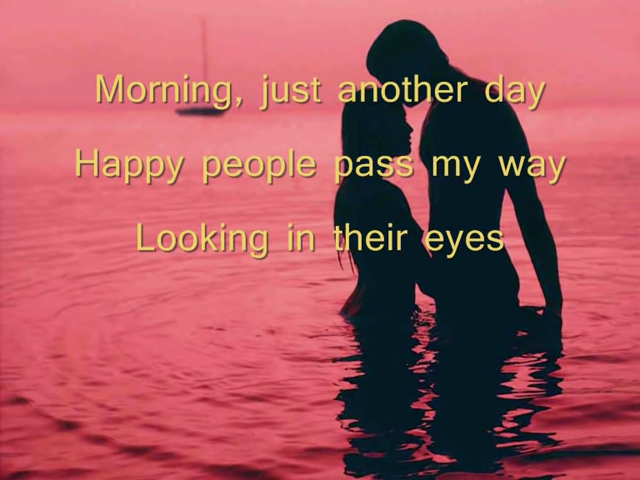 Morning, just another day
Happy people pass my way
Looking in their eyes